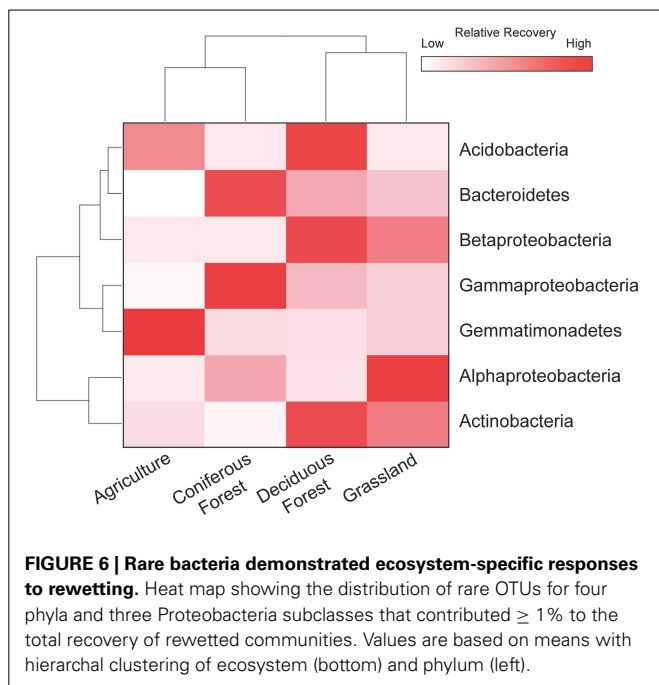 Relative Recovery
Low High
Acidobacteria
Bacteroidetes
Betaproteobacteria
Gammaproteobacteria
Gemmatimonadetes
Alphaproteobacteria
Actinobacteria
Agriculture
Coniferous
Forest
Deciduous
Forest
Grassland
FIGURE 6 | Rare bacteria demonstrated ecosystem-specific responses
to rewetting. Heat map showing the distribution of rare OTUs for four
phyla and three Proteobacteria subclasses that contributed ≥ 1% to the
total recovery of rewetted communities. Values are based on means with
hierarchal clustering of ecosystem (bottom) and phylum (left).